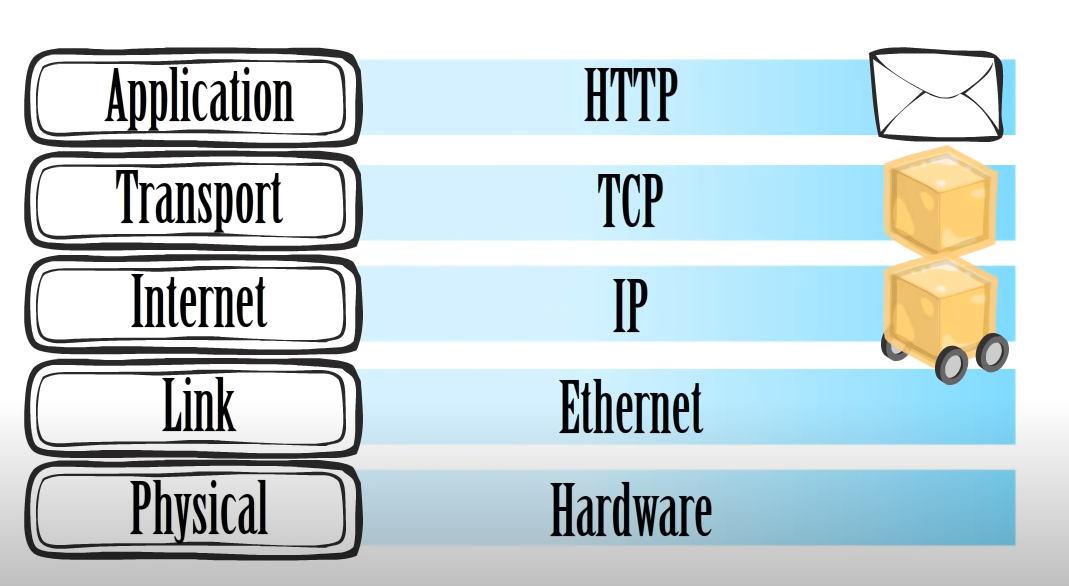 Application HTTP
Transport TCP
Internet IP
Link Ethernet
Physical Hardware